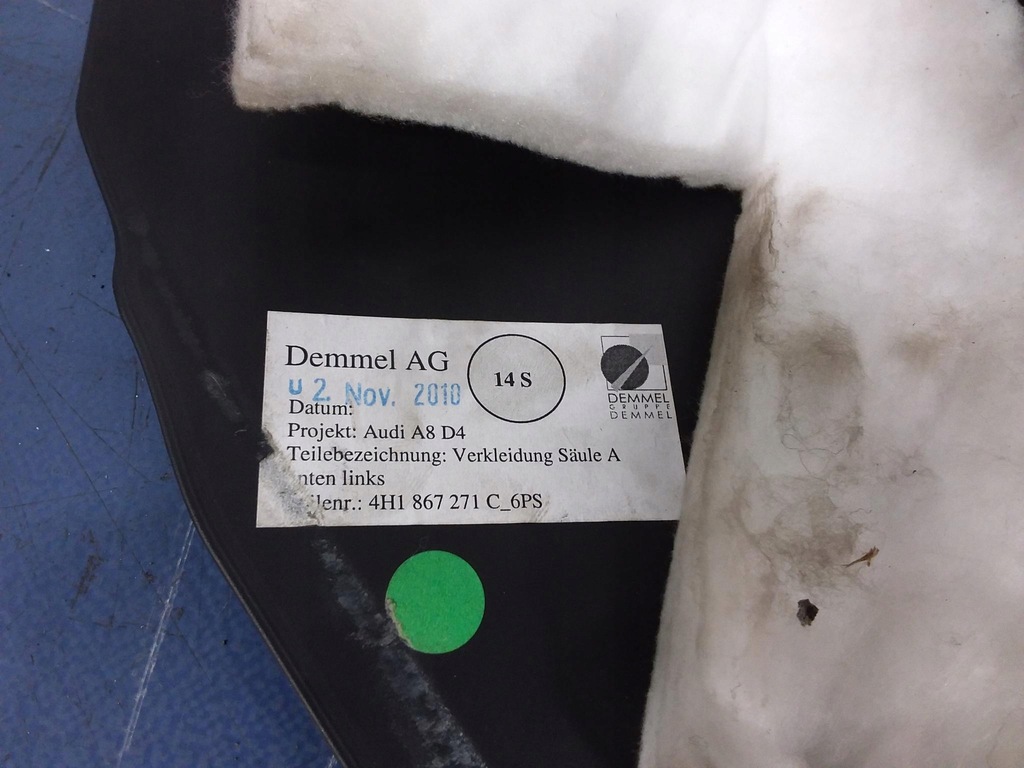 Demmel AG
14 S
02. Nov. 2010
Datum:
Projekt: Audi A8 D4
Teilebezeichnung: Verkleidung Säule A
nten links
lenr.: 4H1 867 271 C_6PS
DEMMEL
GRUPPE
DEMMEL